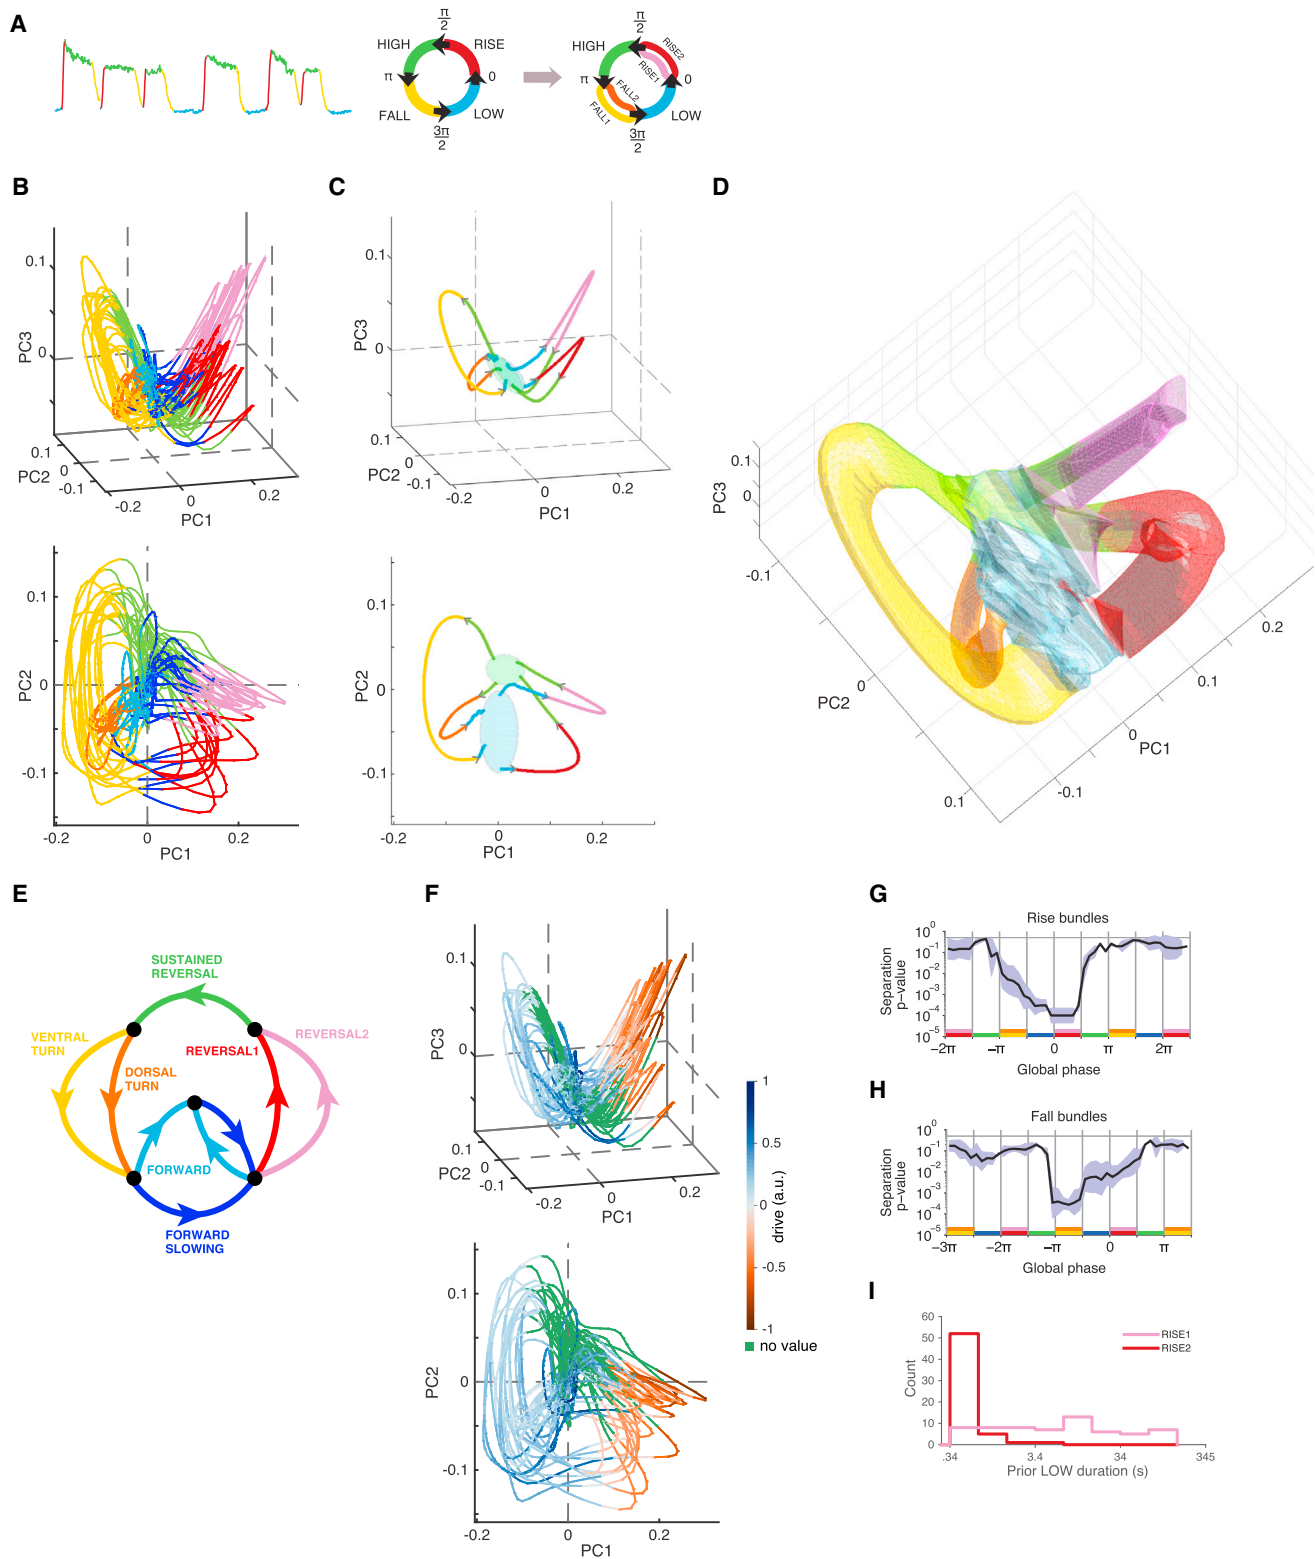 A
HIGH
π/2
RISE
π
0
FALL
3π/2
LOW
HIGH
π/2
RISE2
RISE1
π
0
FALL2
FALL1
3π/2
LOW
B
0.1
PC3
0
0.1
PC2 0
-0.1
-0.2
0
0.2
PC1
0.1
PC2
0
-0.1
-0.2
0
0.2
PC1
C
0.1
PC3
0
0.1
PC2 0
-0.1
-0.2
0
0.2
PC1
0.1
PC2
0
-0.1
-0.2
0
0.2
PC1
D
0.1
PC3
0
-0.1
0
PC2
0.1
0.2
0.1
0
PC1
-0.1
E
SUSTAINED
REVERSAL
VENTRAL
TURN
REVERSAL2
REVERSAL1
DORSAL
TURN
FORWARD
FORWARD
SLOWING
F
0.1
PC3
0
0.1
PC2 0
-0.1
-0.2
0
0.2
PC1
1
0.5
0
-0.5
-1
drive (a.u.)
no value
0.1
PC2
0
-0.1
-0.2
0
0.2
PC1
G
Rise bundles
10^0
10^-1
10^-2
10^-3
10^-4
10^-5
Separation
p-value
−2π −π 0 π 2π
Global phase
H
Fall bundles
10^0
10^-1
10^-2
10^-3
10^-4
10^-5
Separation
p-value
−3π −2π −π 0 π
Global phase
I
60
50
40
30
20
10
0
Count
RISE1
RISE2
.34 3.4 34 345
Prior LOW duration (s)